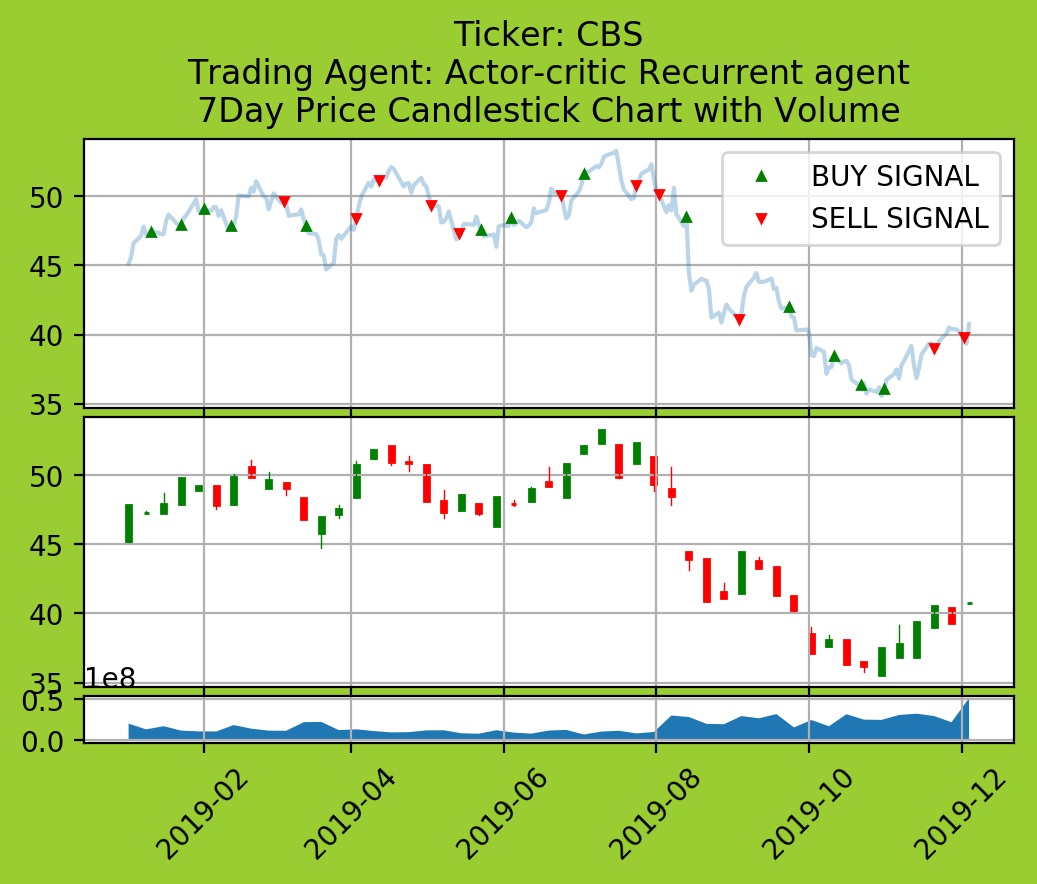 Ticker: CBS
Trading Agent: Actor-critic Recurrent agent
7Day Price Candlestick Chart with Volume
BUY SIGNAL
SELL SIGNAL
50
45
40
35
50
45
40
35
1e8
0.5
0.0
2019-02
2019-04
2019-06
2019-08
2019-10
2019-12